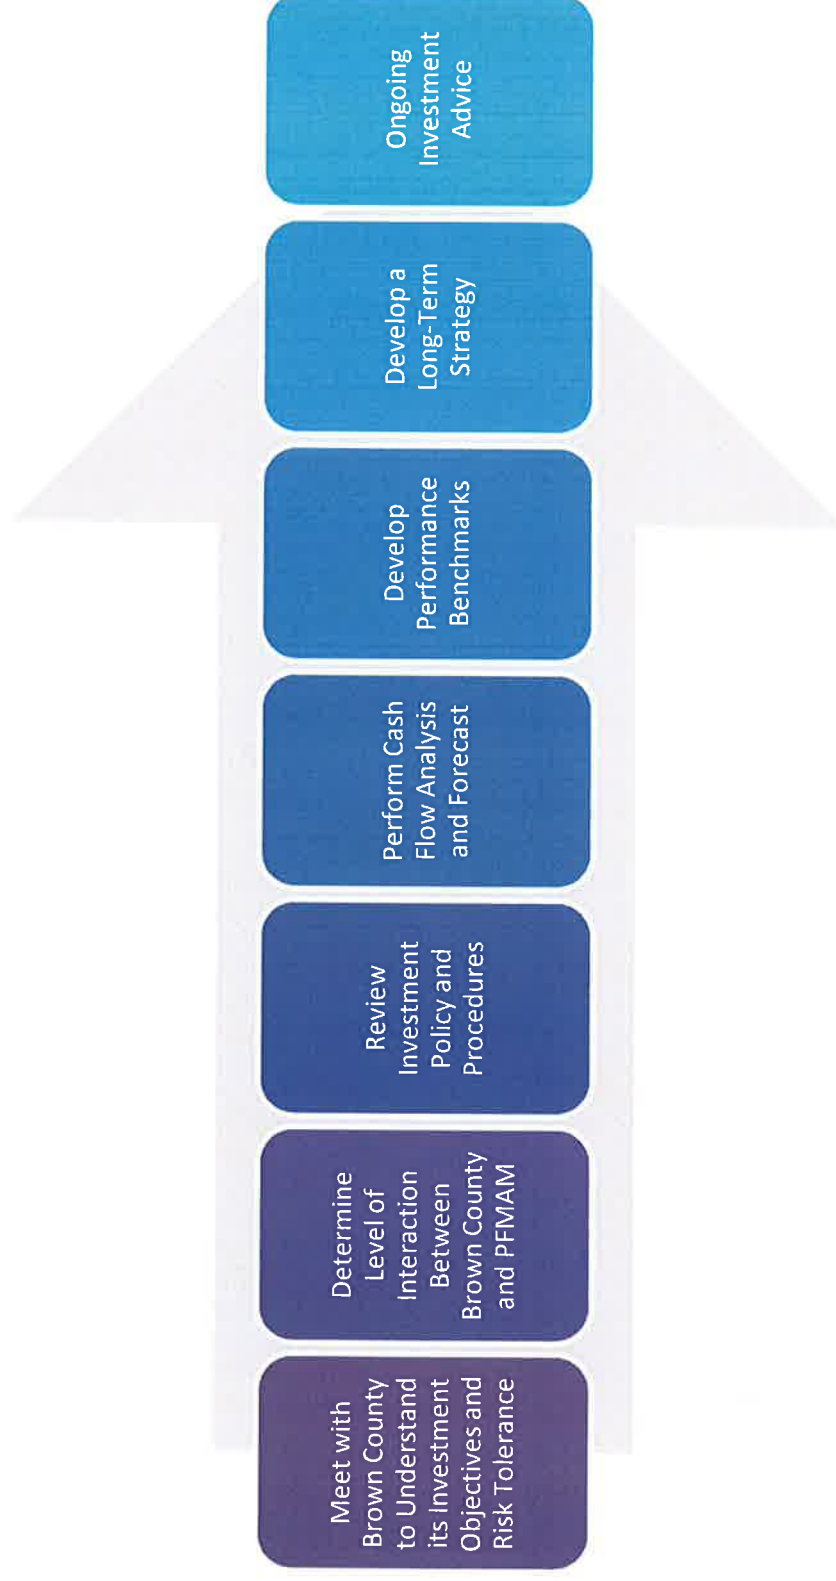 Meet with
Brown County
to Understand
its Investment
Objectives and
Risk Tolerance
Determine
Level of
Interaction
Between
Brown County
and PFMAM
Review
Investment
Policy and
Procedures
Perform Cash
Flow Analysis
and Forecast
Develop
Performance
Benchmarks
Develop a
Long-Term
Strategy
Ongoing
Investment
Advice